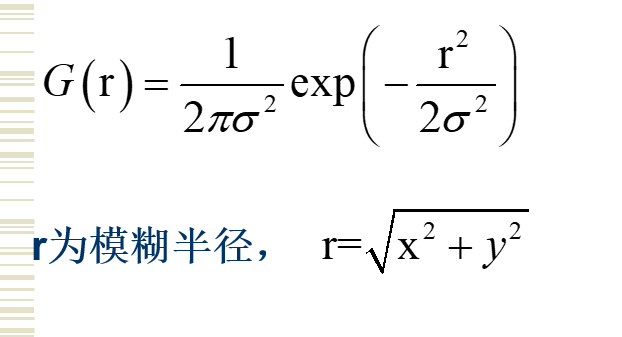 G(r) = 1/(2πσ²) exp(−r²/(2σ²))
r为模糊半径， r=√(x² + y²)